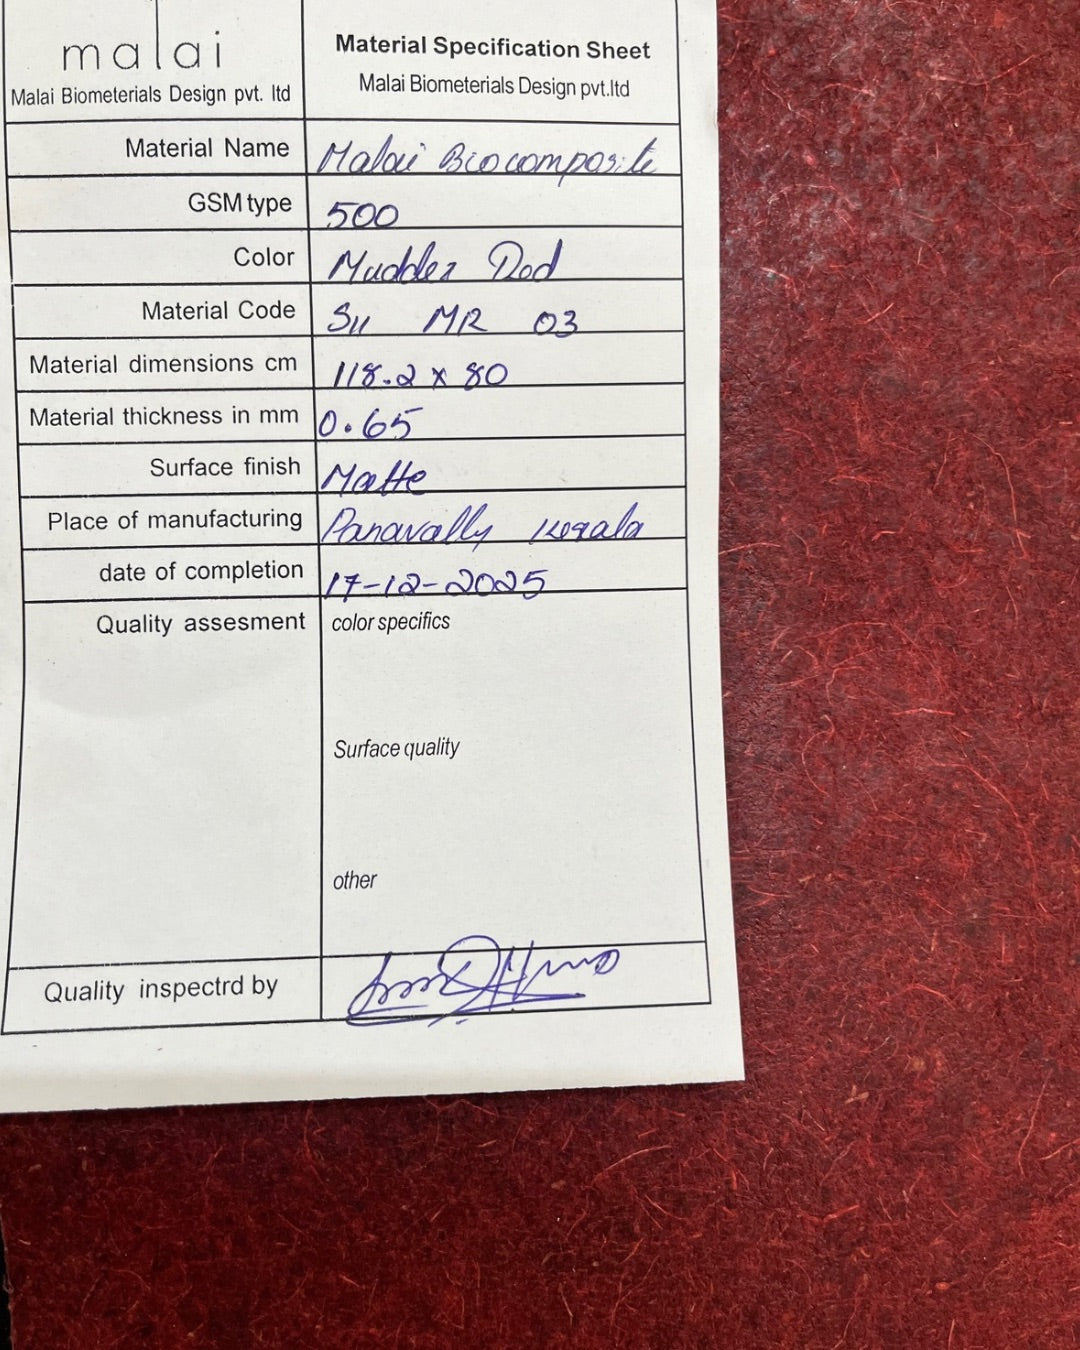 malai
Malai Biometerials Design pvt. ltd
Material Specification Sheet
Malai Biometerials Design pvt.ltd
Material Name Malai Biocomposite
GSM type 500
Color Madder Red
Material Code SU MR 03
Material dimensions cm 118.2 x 80
Material thickness in mm 0.65
Surface finish Matte
Place of manufacturing Panavally Kerala
date of completion 17-12-2025
Quality assesment color specifics
Surface quality
other
Quality inspectrd by